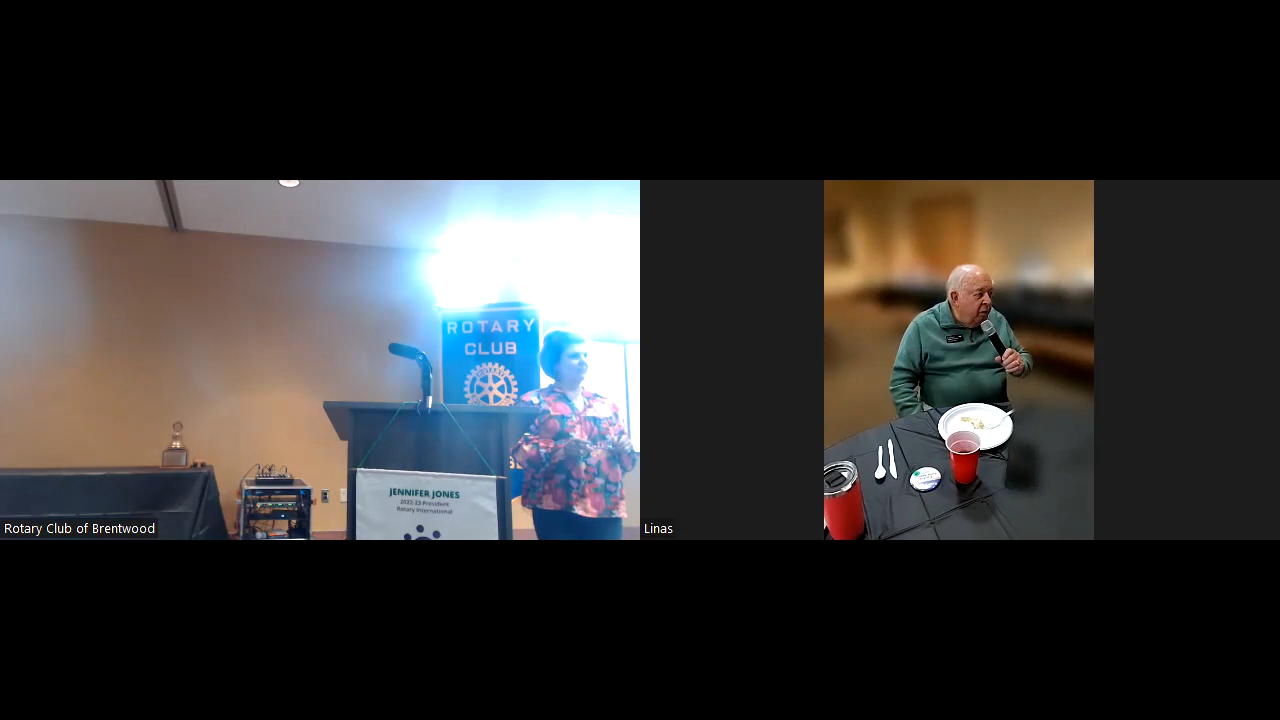 ROTARY
CLUB
JENNIFER JONES
2022-23 President
Rotary International
Rotary Club of Brentwood
Linas